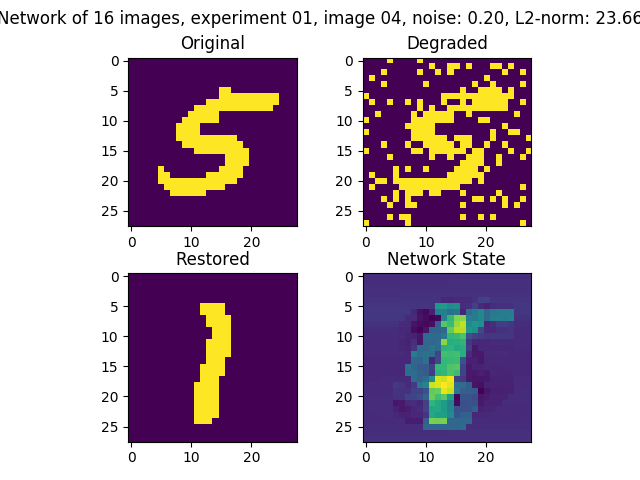 Network of 16 images, experiment 01, image 04, noise: 0.20, L2-norm: 23.66
Original Degraded
0 0
5 5
10 10
15 15
20 20
25 25
0 10 20 0 10 20
Restored Network State
0 0
5 5
10 10
15 15
20 20
25 25
0 10 20 0 10 20